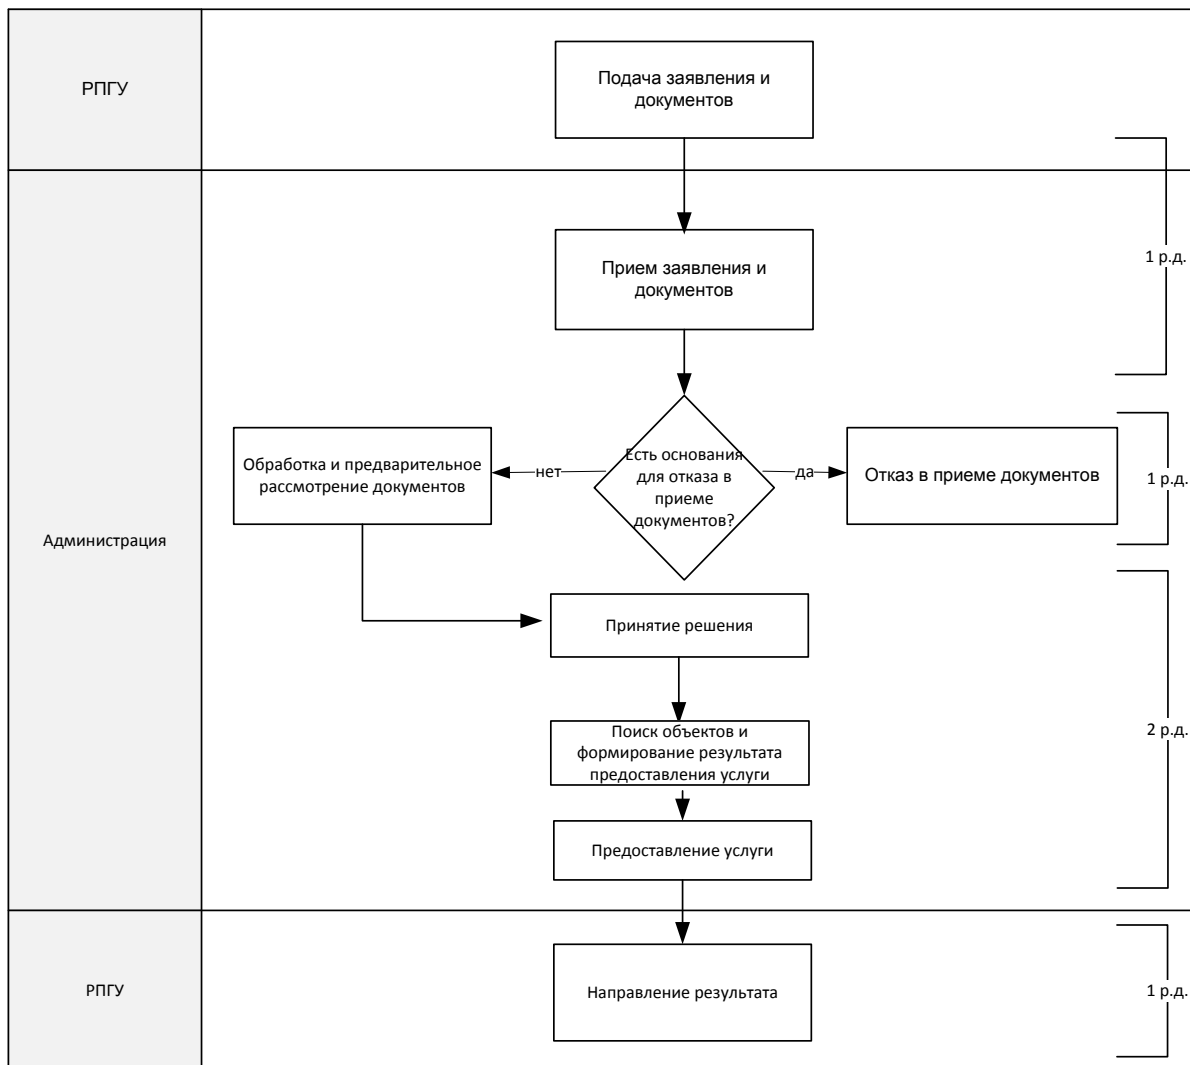 РПГУ
Подача заявления и
документов
Прием заявления и
документов
1 р.д.
Администрация
Обработка и предварительное
рассмотрение документов
нет
Есть основания
для отказа в
приеме
документов?
да
Отказ в приеме документов
1 р.д.
Принятие решения
Поиск объектов и
формирование результата
предоставления услуги
2 р.д.
Предоставление услуги
РПГУ
Направление результата
1 р.д.